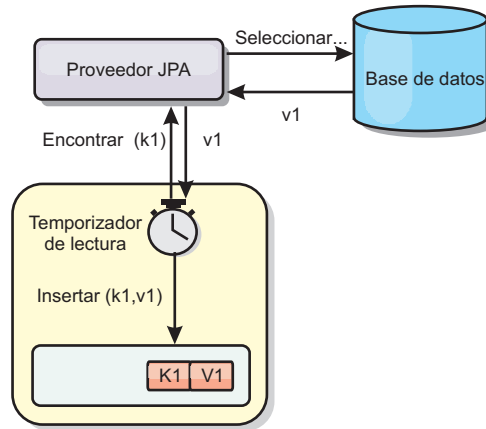 Seleccionar...
Proveedor JPA
Base de datos
v1
Encontrar (k1)
v1
Temporizador
de lectura
Insertar (k1,v1)
K1
V1